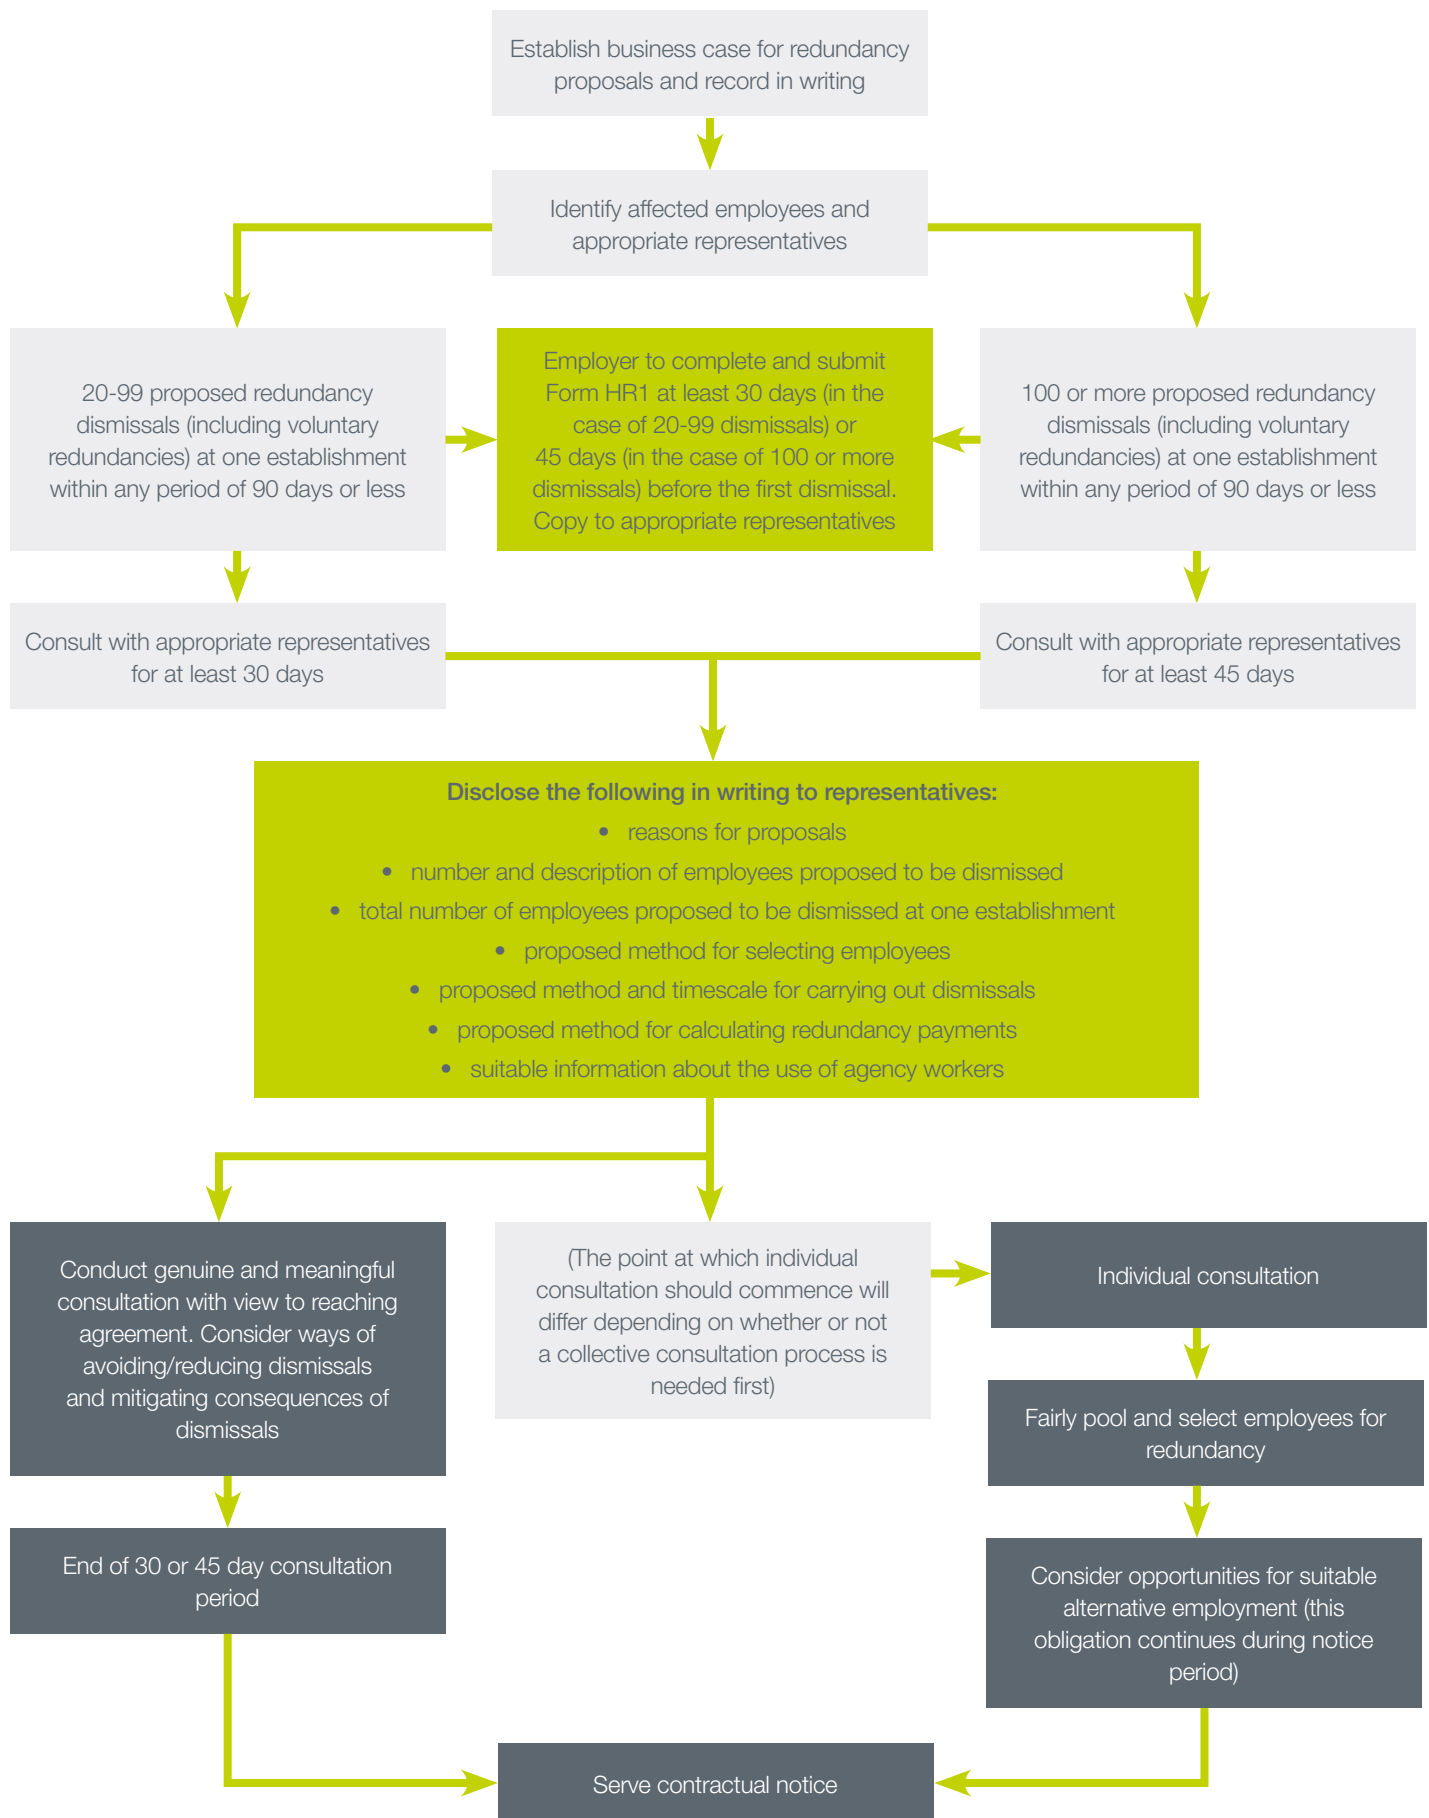 Establish business case for redundancy
proposals and record in writing
Identify affected employees and
appropriate representatives
20-99 proposed redundancy
dismissals (including voluntary
redundancies) at one establishment
within any period of 90 days or less
Employer to complete and submit
Form HR1 at least 30 days (in the
case of 20-99 dismissals) or
45 days (in the case of 100 or more
dismissals) before the first dismissal.
Copy to appropriate representatives
100 or more proposed redundancy
dismissals (including voluntary
redundancies) at one establishment
within any period of 90 days or less
Consult with appropriate representatives
for at least 30 days
Consult with appropriate representatives
for at least 45 days
Disclose the following in writing to representatives:
• reasons for proposals
• number and description of employees proposed to be dismissed
• total number of employees proposed to be dismissed at one establishment
• proposed method for selecting employees
• proposed method and timescale for carrying out dismissals
• proposed method for calculating redundancy payments
• suitable information about the use of agency workers
Conduct genuine and meaningful
consultation with view to reaching
agreement. Consider ways of
avoiding/reducing dismissals
and mitigating consequences of
dismissals
(The point at which individual
consultation should commence will
differ depending on whether or not
a collective consultation process is
needed first)
Individual consultation
Fairly pool and select employees for
redundancy
End of 30 or 45 day consultation
period
Consider opportunities for suitable
alternative employment (this
obligation continues during notice
period)
Serve contractual notice